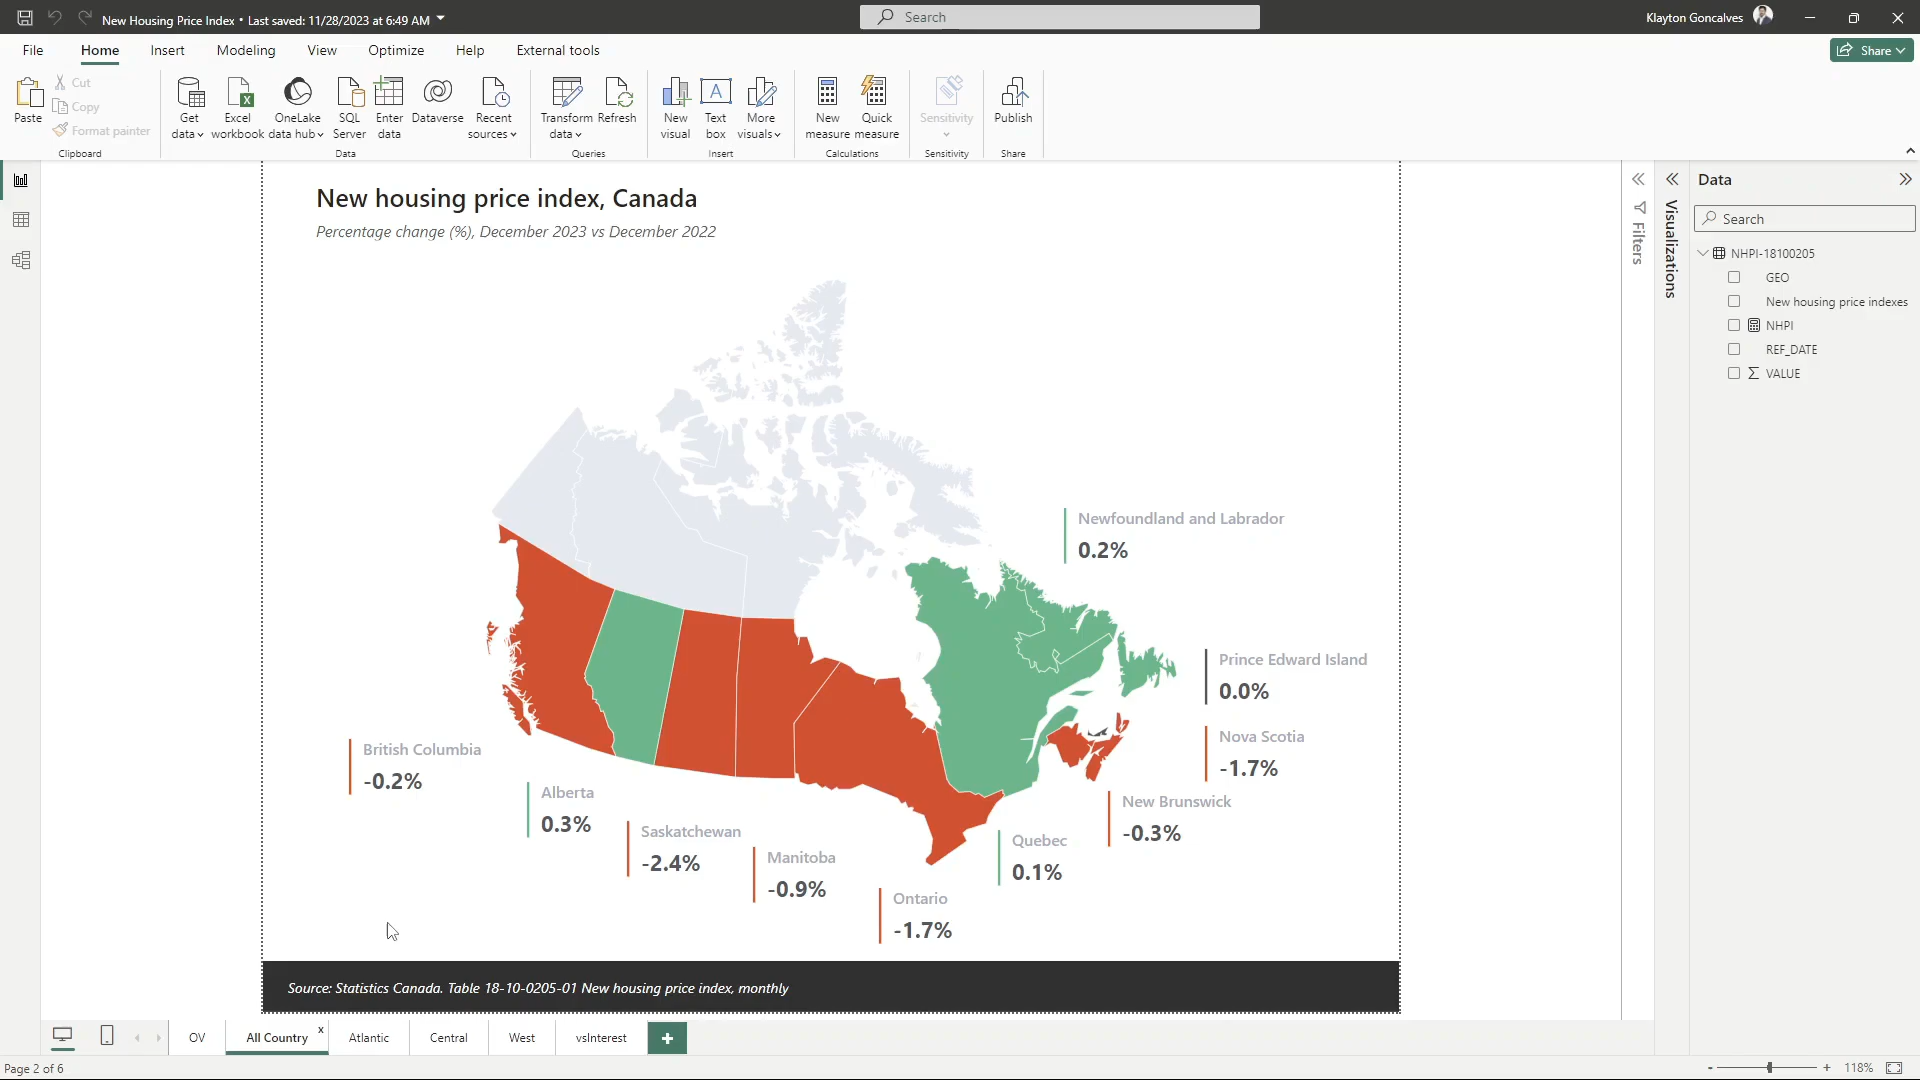 New Housing Price Index • Last saved: 11/28/2023 at 6:49 AM
Search
Klayton Goncalves
File
Home
Insert
Modeling
View
Optimize
Help
External tools
Share
Paste
Cut
Copy
Format painter
Clipboard
Get data
Excel workbook
OneLake data hub
SQL Server
Enter data
Dataverse
Recent sources
Data
Transform data
Refresh
Queries
New visual
Text box
More visuals
Insert
New measure
Quick measure
Calculations
Sensitivity
Sensitivity
Publish
Share
New housing price index, Canada
Percentage change (%), December 2023 vs December 2022
Newfoundland and Labrador
0.2%
Prince Edward Island
0.0%
Nova Scotia
-1.7%
New Brunswick
-0.3%
British Columbia
-0.2%
Alberta
0.3%
Saskatchewan
-2.4%
Manitoba
-0.9%
Ontario
-1.7%
Quebec
0.1%
Source: Statistics Canada. Table 18-10-0205-01 New housing price index, monthly
Filters
Visualizations
Data
Search
NHPI-18100205
GEO
New housing price indexes
NHPI
REF_DATE
VALUE
OV
All Country
x
Atlantic
Central
West
vsInterest
+
Page 2 of 6
- + 118%